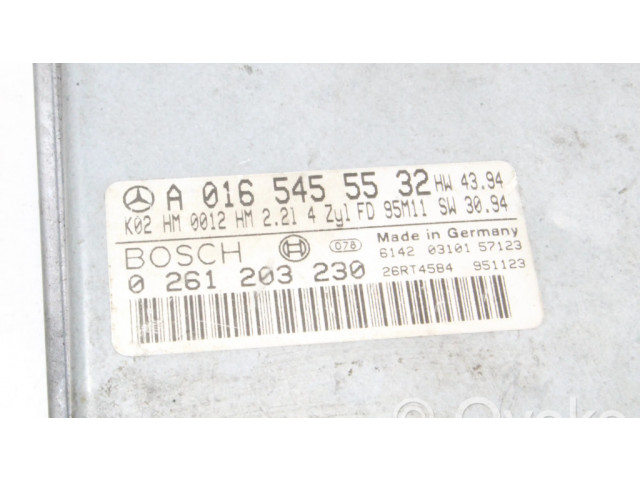 A 016 545 55 32 HW 43.94
K02 HM 0012 HM 2.2l 4 Zyl FD 95M11 SW 30.94
BOSCH 078 Made in Germany
6142 03101 57123
0 261 203 230 26RT4584 951123